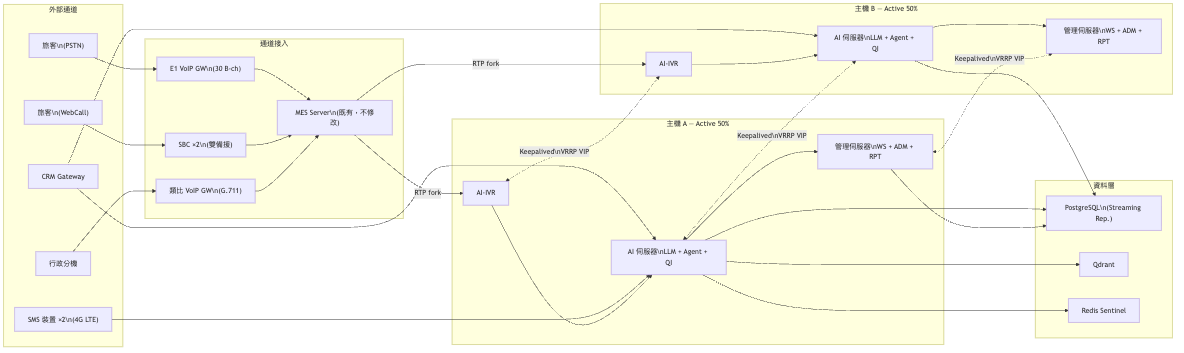 外部通道
旅客\n(PSTN)
旅客\n(WebCall)
CRM Gateway
行政分機
SMS 裝置 ×2\n(4G LTE)
通道接入
E1 VoIP GW\n(30 B-ch)
SBC ×2\n(雙備援)
類比 VoIP GW\n(G.711)
MES Server\n(既有，不修
改)
RTP fork
RTP fork
主機 B — Active 50%
AI-IVR
AI 伺服器\nLLM + Agent +
QI
管理伺服器\nWS + ADM +
RPT
Keepalived\nVRRP VIP
Keepalived\nVRRP VIP
Keepalived\nVRRP VIP
主機 A — Active 50%
AI-IVR
AI 伺服器\nLLM + Agent +
QI
管理伺服器\nWS + ADM +
RPT
資料層
PostgreSQL\n(Streaming
Rep.)
Qdrant
Redis Sentinel